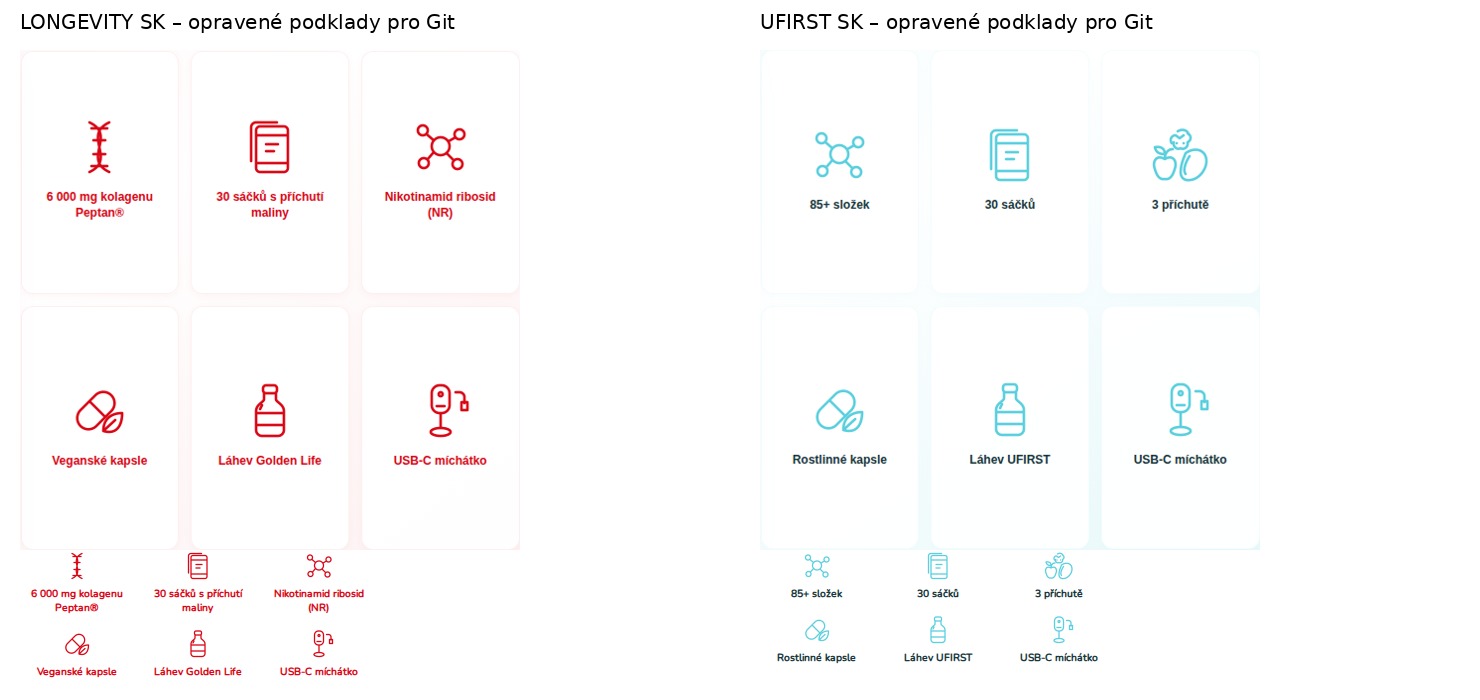 LONGEVITY SK – opravené podklady pro Git
6 000 mg kolagenu
Peptan®
30 sáčků s příchutí
maliny
Nikotinamid ribosid
(NR)
Veganské kapsle
Láhev Golden Life
USB-C míchátko
6 000 mg kolagenu
Peptan®
30 sáčků s příchutí
maliny
Nikotinamid ribosid
(NR)
Veganské kapsle
Láhev Golden Life
USB-C míchátko
UFIRST SK – opravené podklady pro Git
85+ složek
30 sáčků
3 příchutě
Rostlinné kapsle
Láhev UFIRST
USB-C míchátko
85+ složek
30 sáčků
3 příchutě
Rostlinné kapsle
Láhev UFIRST
USB-C míchátko